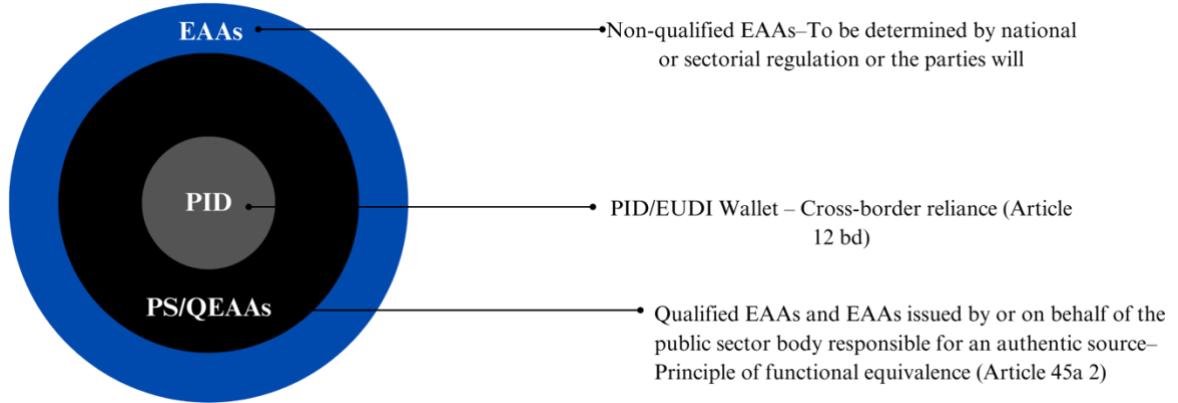 EAAs
Non-qualified EAAs–To be determined by national
or sectorial regulation or the parties will
PID
PID/EUDI Wallet – Cross-border reliance (Article
12 bd)
PS/QEAAs
Qualified EAAs and EAAs issued by or on behalf of the
public sector body responsible for an authentic source–
Principle of functional equivalence (Article 45a 2)